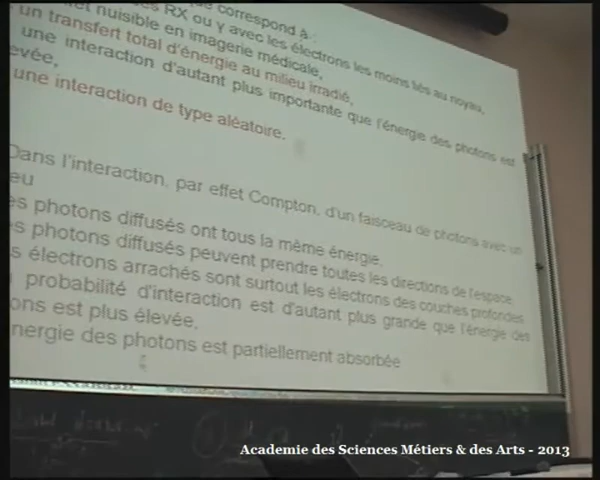 correspond à :
RX ou γ avec les électrons les moins liés au noyau,
nuisible en imagerie médicale,
un transfert total d'énergie au milieu irradié,
une interaction d'autant plus importante que l'énergie des photons est
evée,
une interaction de type aléatoire.
Dans l'interaction, par effet Compton, d'un faisceau de photons avec un
eu
es photons diffusés ont tous la même énergie.
s photons diffusés peuvent prendre toutes les directions de l'espace
s électrons arrachés sont surtout les électrons des couches profondes
probabilité d'interaction est d'autant plus grande que l'énergie des
ons est plus élevée.
nergie des photons est partiellement absorbée
Academie des Sciences Métiers & des Arts - 2013